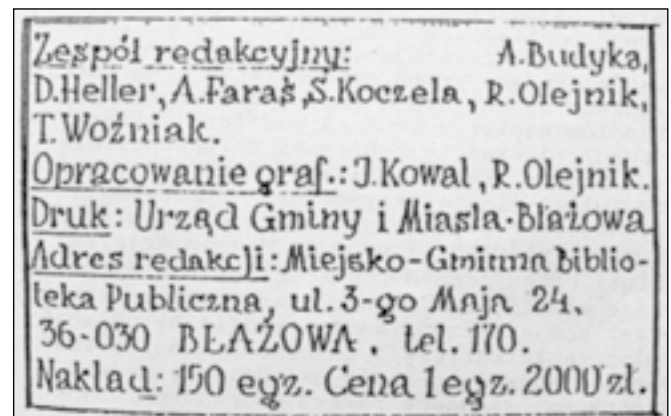 Zespół redakcyjny: A.Budyka,
D.Heller, A.Faraś, S.Koczela, R.Olejnik,
T.Woźniak.
Opracowanie graf.: J.Kowal, R.Olejnik.
Druk: Urząd Gminy i Miasta-Błażowa
Adres redakcji: Miejsko-Gminna Biblio-
teka Publiczna, ul. 3-go Maja 24.
36-030 BŁAŻOWA. tel. 170.
Nakład: 150 egz. Cena 1 egz. 2000 zł.